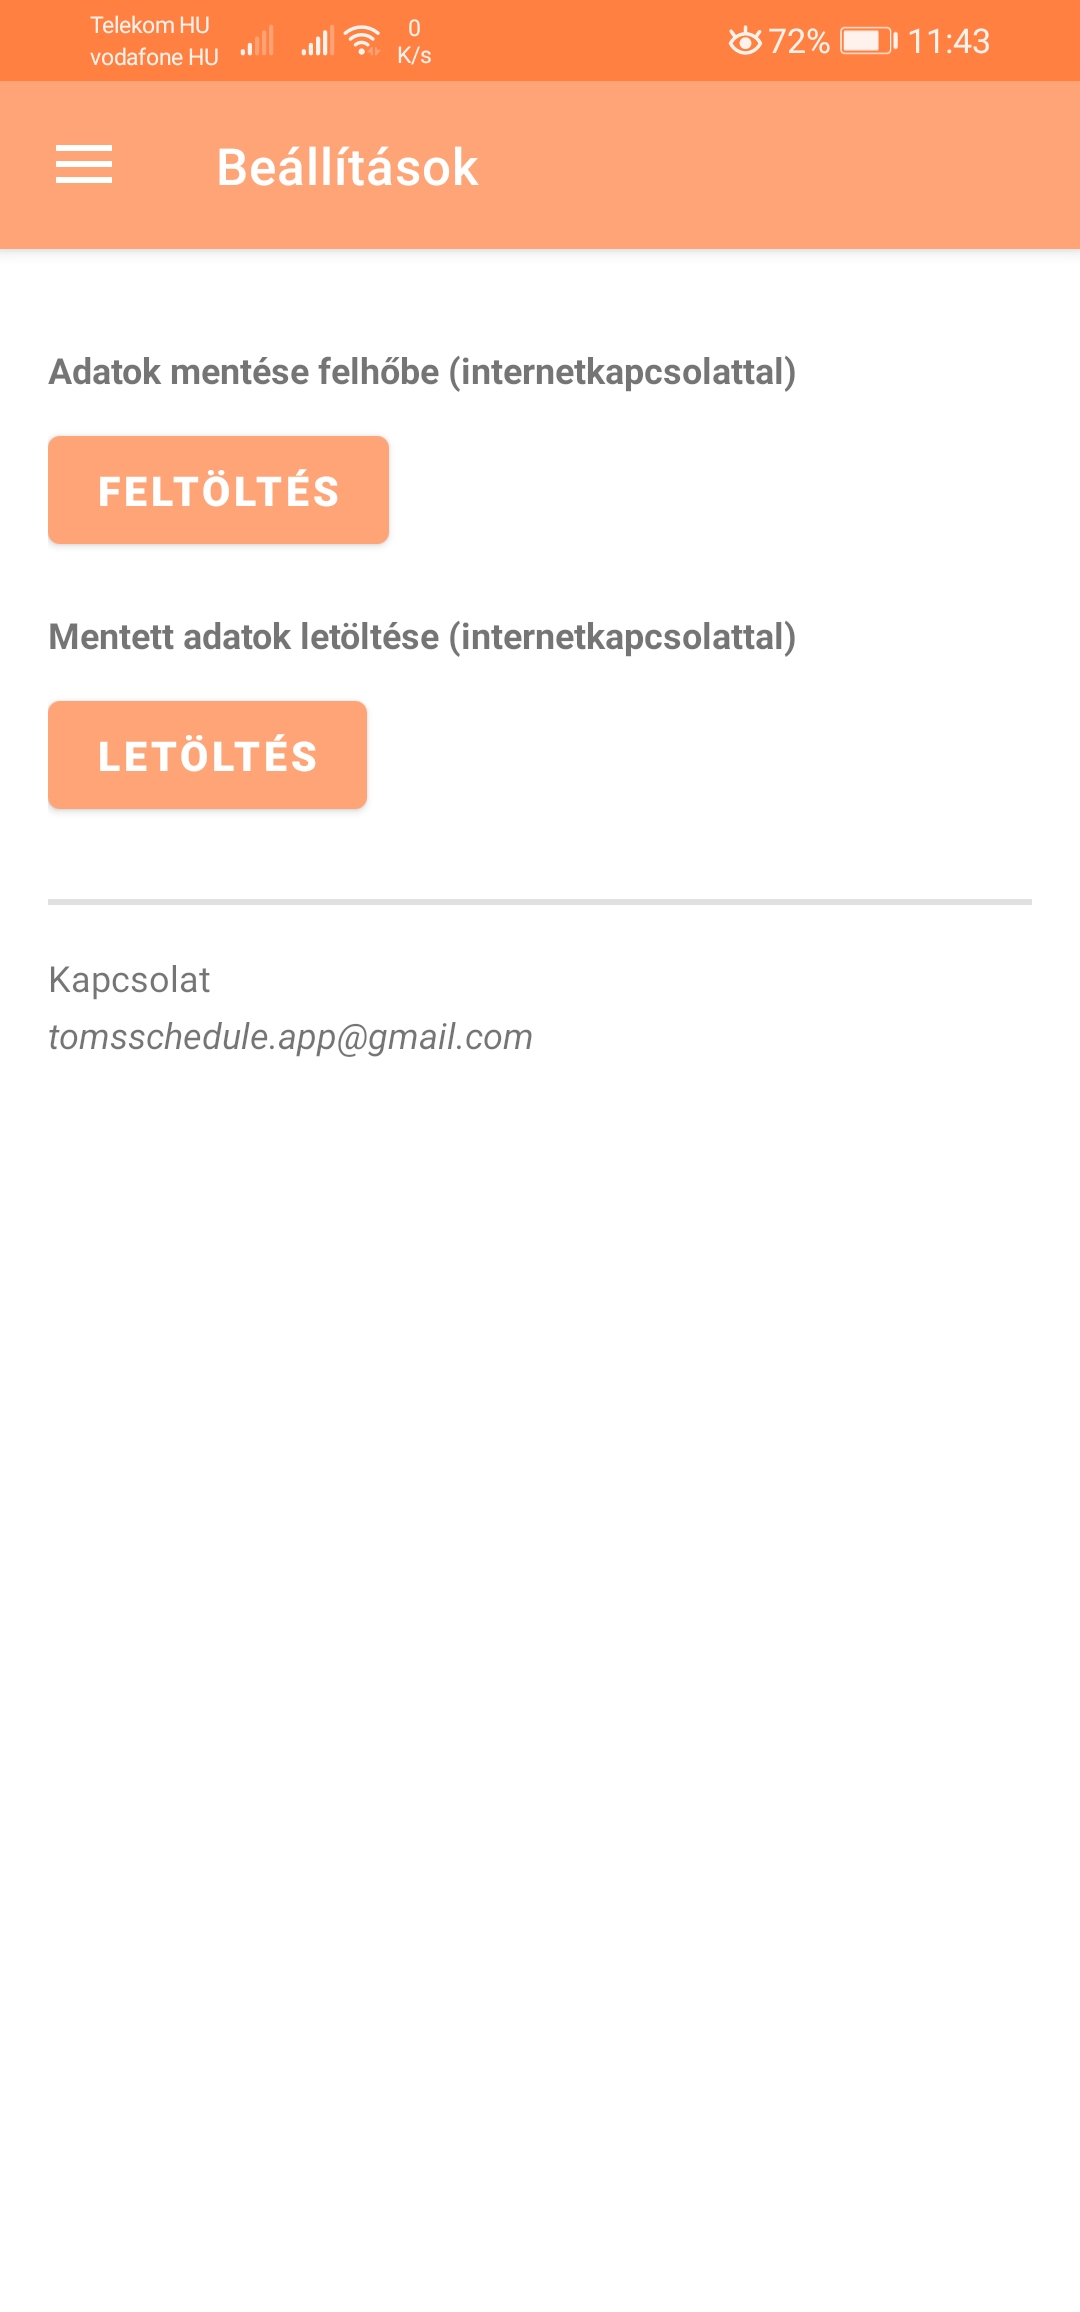 Telekom HU
vodafone HU
0
K/s
72%
11:43
Beállítások
Adatok mentése felhőbe (internetkapcsolattal)
FELTÖLTÉS
Mentett adatok letöltése (internetkapcsolattal)
LETÖLTÉS
Kapcsolat
tomsschedule.app@gmail.com